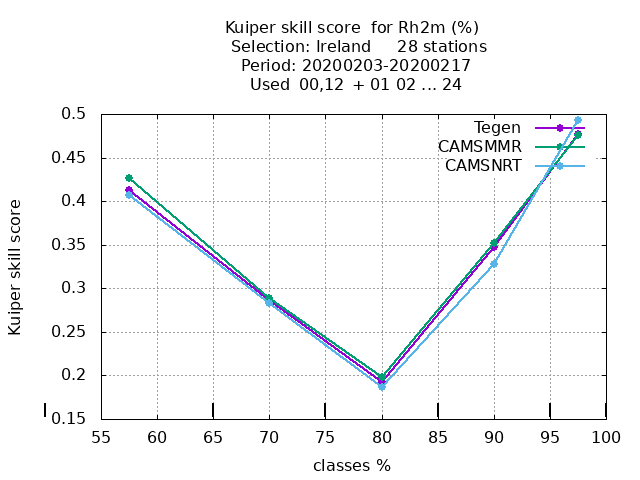 Kuiper skill score for Rh2m (%)
Selection: Ireland 28 stations
Period: 20200203-20200217
Used 00,12 + 01 02 ... 24
Tegen
CAMSMMR
CAMSNRT
Kuiper skill score
0.5
0.45
0.4
0.35
0.3
0.25
0.2
0.15
55 60 65 70 75 80 85 90 95 100
classes %